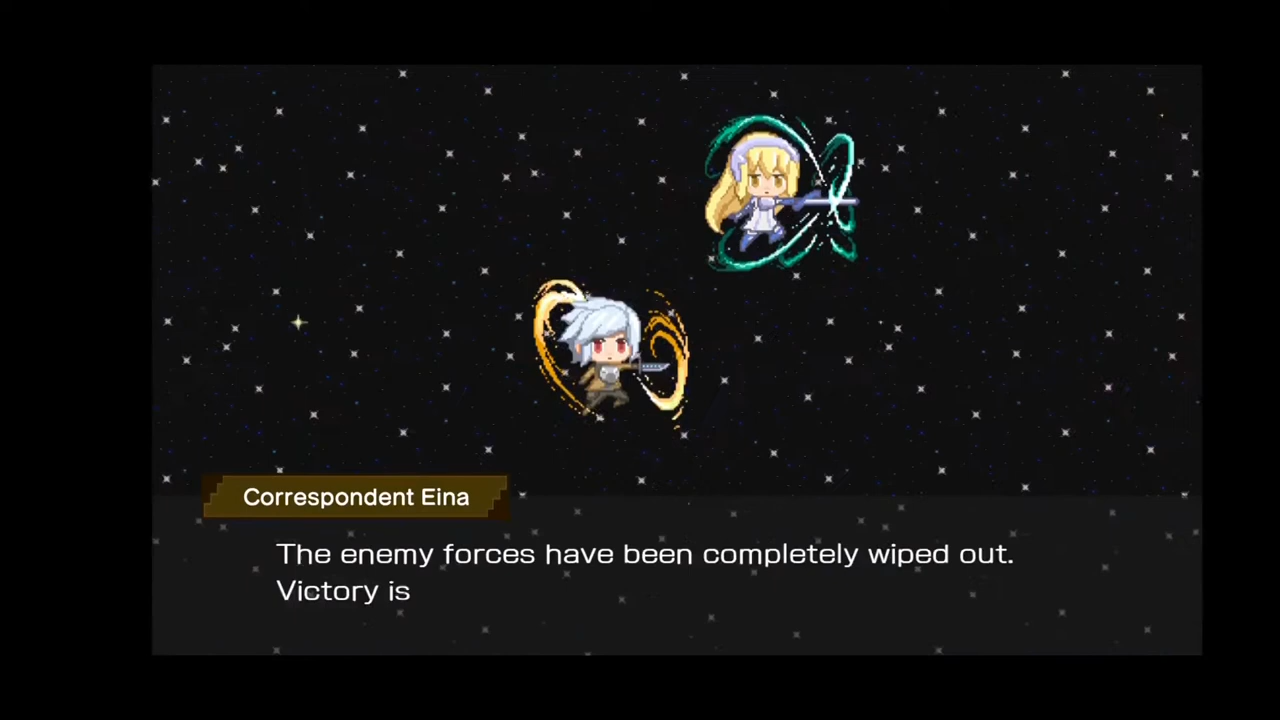 Correspondent Eina
The enemy forces have been completely wiped out.
Victory is